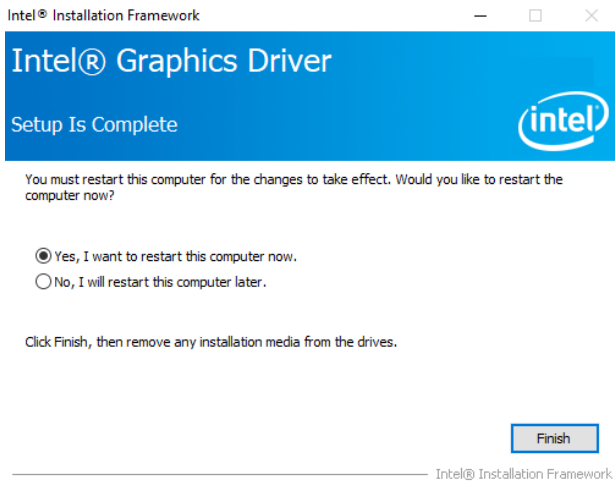 Intel® Installation Framework
Intel® Graphics Driver
Setup Is Complete
intel
You must restart this computer for the changes to take effect. Would you like to restart the
computer now?
Yes, I want to restart this computer now.
No, I will restart this computer later.
Click Finish, then remove any installation media from the drives.
Finish
Intel® Installation Framework